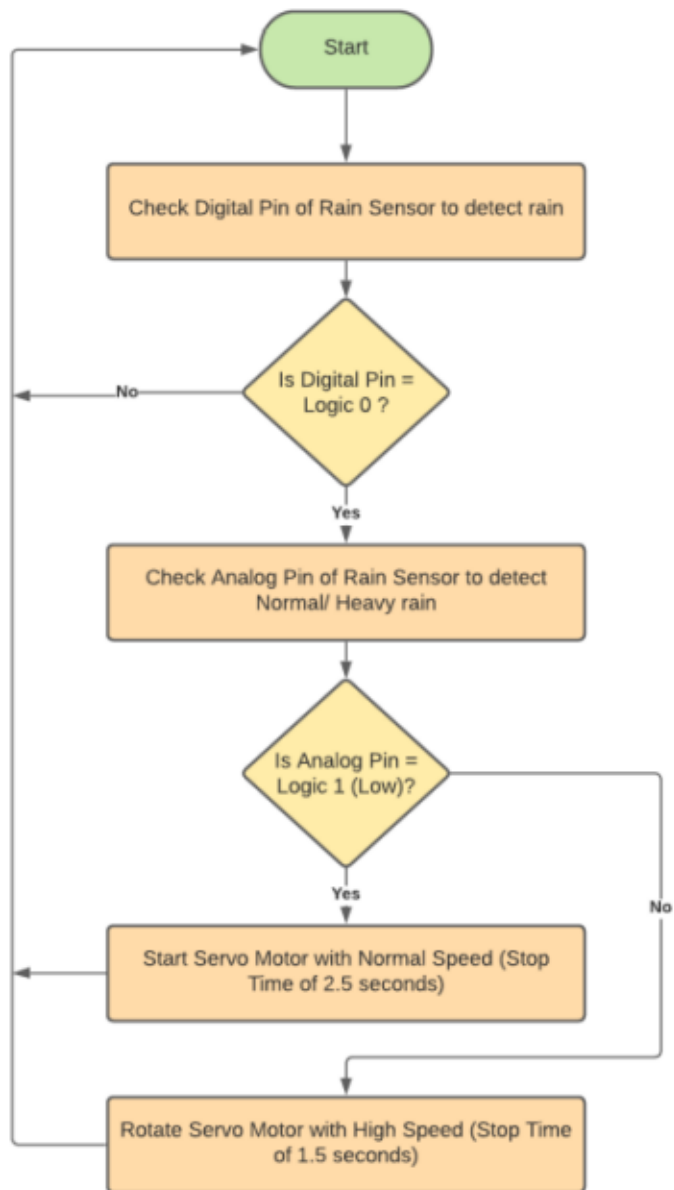 Start
Check Digital Pin of Rain Sensor to detect rain
Is Digital Pin =
Logic 0 ?
No
Yes
Check Analog Pin of Rain Sensor to detect
Normal/ Heavy rain
Is Analog Pin =
Logic 1 (Low)?
Yes
No
Start Servo Motor with Normal Speed (Stop
Time of 2.5 seconds)
Rotate Servo Motor with High Speed (Stop Time
of 1.5 seconds)